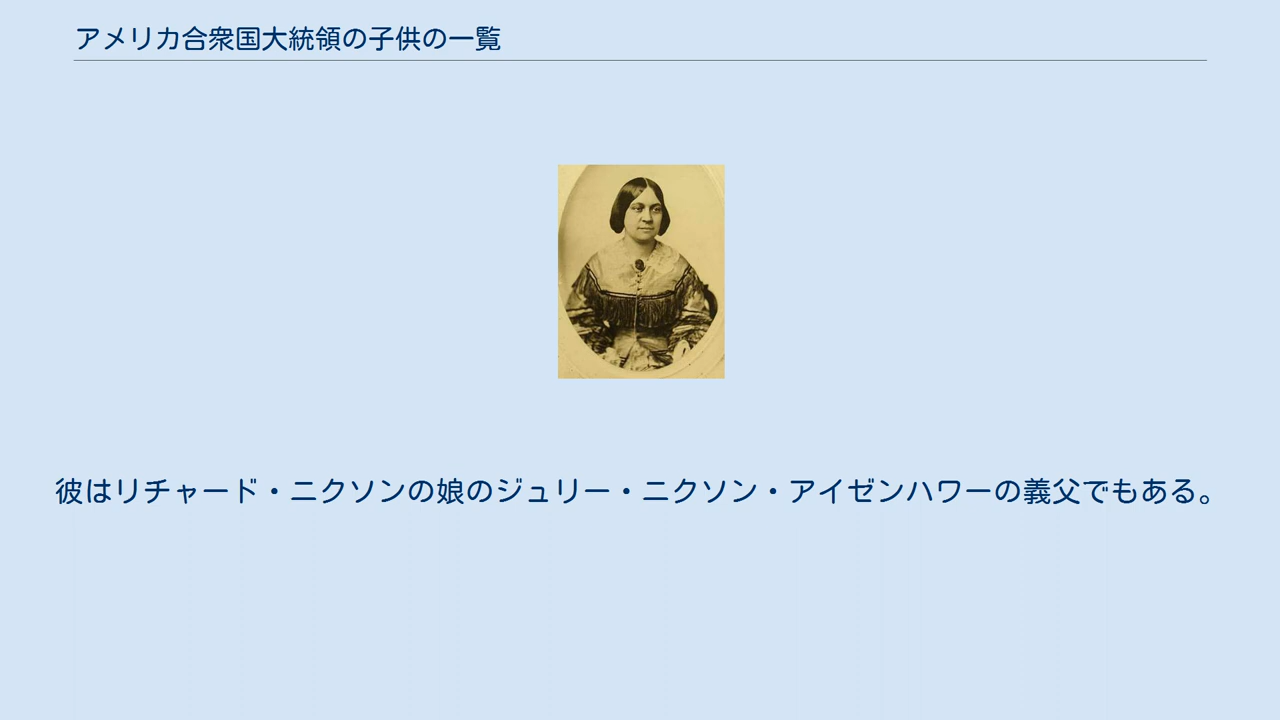 アメリカ合衆国大統領の子供の一覧
彼はリチャード・ニクソンの娘のジュリー・ニクソン・アイゼンハワーの義父でもある。